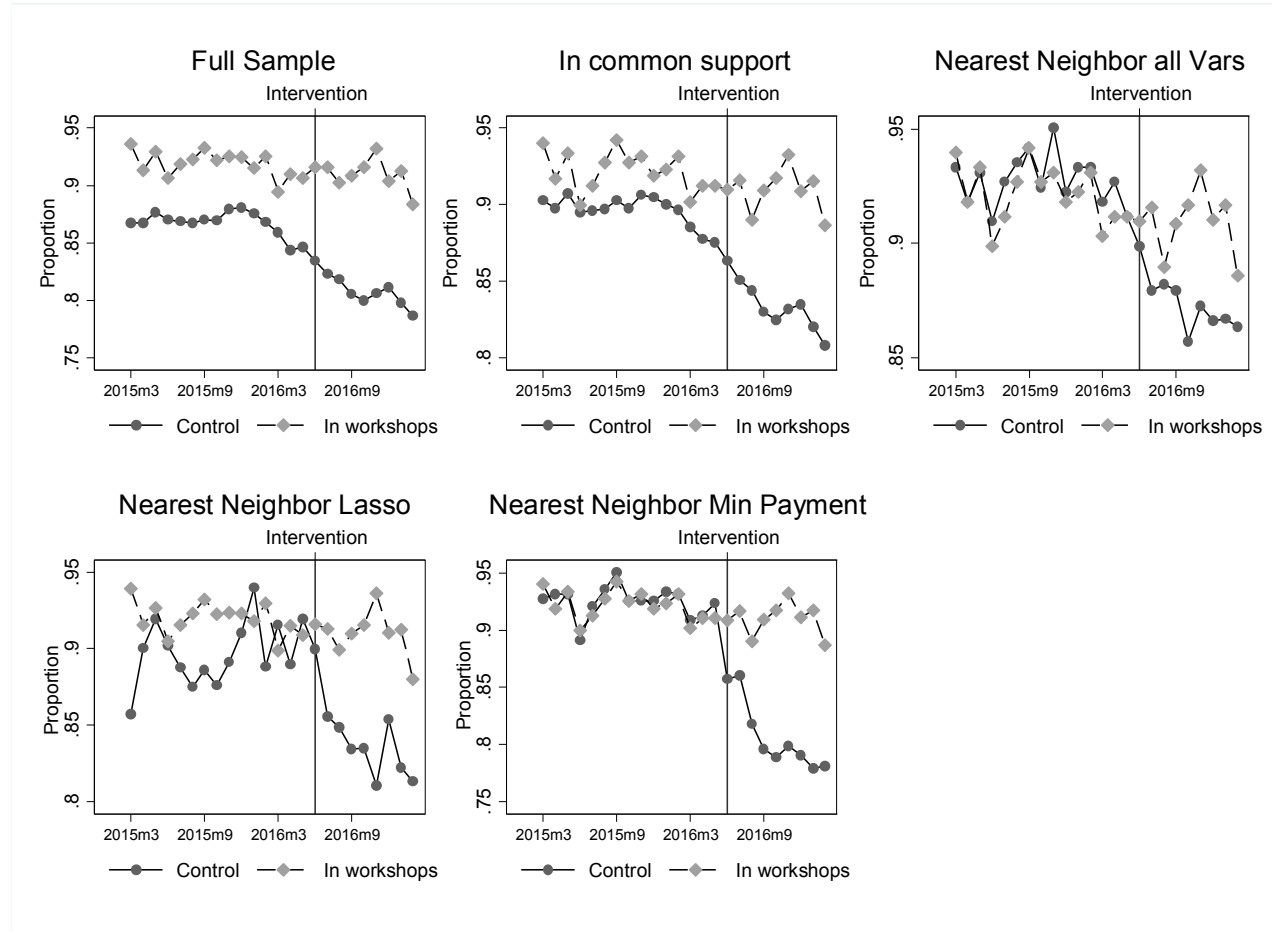 Full Sample
Intervention
Proportion
.95
.9
.85
.8
.75
2015m3 2015m9 2016m3 2016m9
Control In workshops
In common support
Intervention
Proportion
.95
.9
.85
.8
2015m3 2015m9 2016m3 2016m9
Control In workshops
Nearest Neighbor all Vars
Intervention
Proportion
.95
.9
.85
2015m3 2015m9 2016m3 2016m9
Control In workshops
Nearest Neighbor Lasso
Intervention
Proportion
.95
.9
.85
.8
2015m3 2015m9 2016m3 2016m9
Control In workshops
Nearest Neighbor Min Payment
Intervention
Proportion
.95
.9
.85
.8
.75
2015m3 2015m9 2016m3 2016m9
Control In workshops